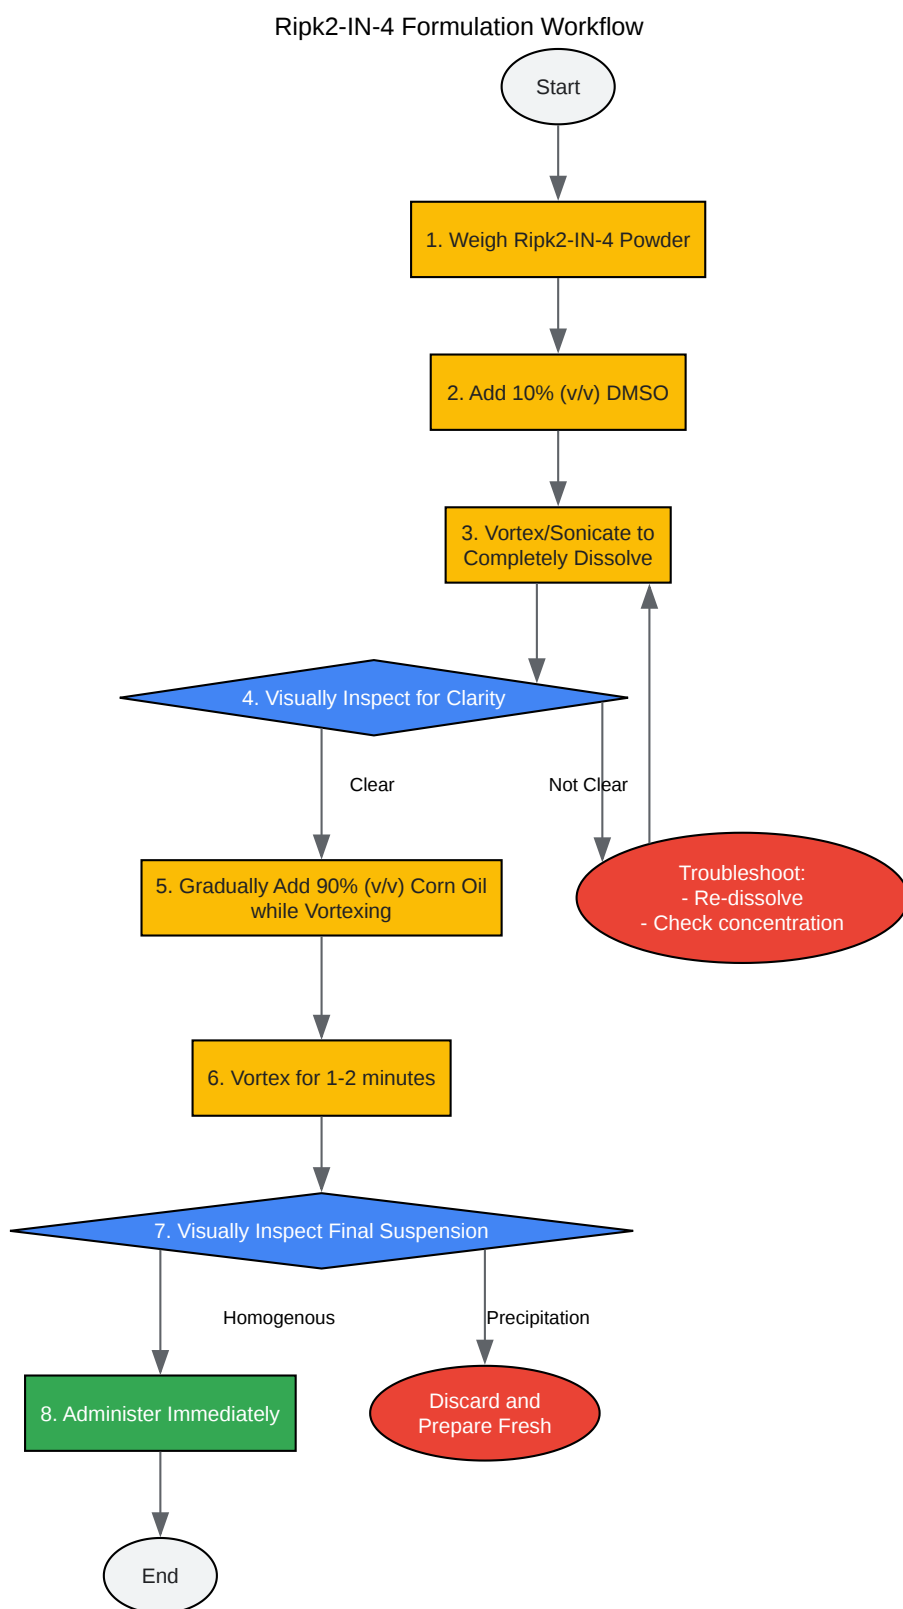 Ripk2-IN-4 Formulation Workflow
Start
1. Weigh Ripk2-IN-4 Powder
2. Add 10% (v/v) DMSO
3. Vortex/Sonicate to
Completely Dissolve
4. Visually Inspect for Clarity
Clear
Not Clear
5. Gradually Add 90% (v/v) Corn Oil
while Vortexing
Troubleshoot:
- Re-dissolve
- Check concentration
6. Vortex for 1-2 minutes
7. Visually Inspect Final Suspension
Homogenous
Precipitation
8. Administer Immediately
Discard and
Prepare Fresh
End